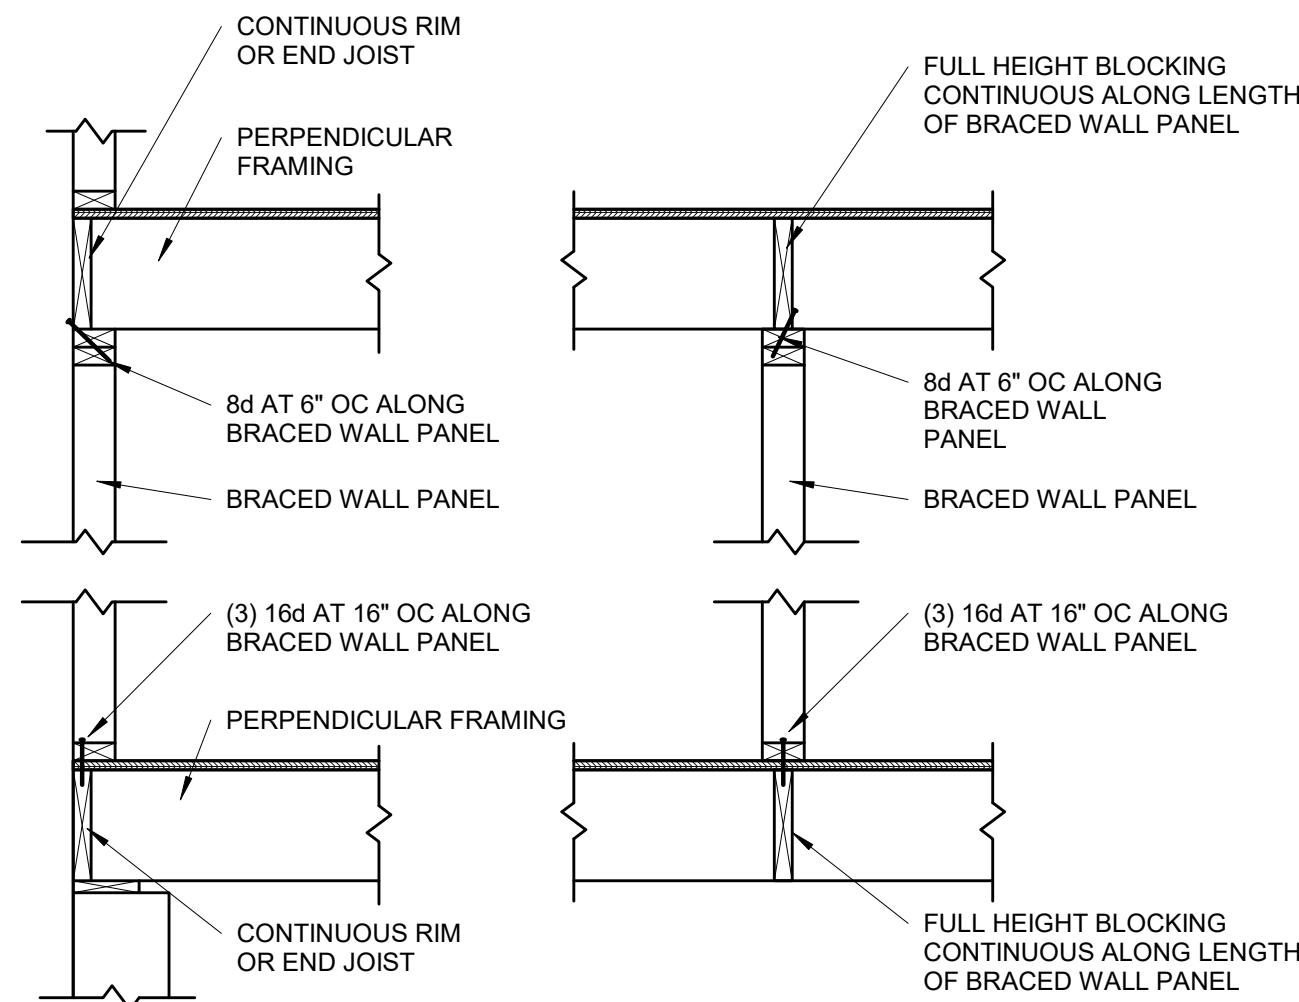 CONTINUOUS RIM
OR END JOIST
PERPENDICULAR
FRAMING
8d AT 6" OC ALONG
BRACED WALL PANEL
BRACED WALL PANEL
FULL HEIGHT BLOCKING
CONTINUOUS ALONG LENGTH
OF BRACED WALL PANEL
8d AT 6" OC ALONG
BRACED WALL
PANEL
BRACED WALL PANEL
(3) 16d AT 16" OC ALONG
BRACED WALL PANEL
PERPENDICULAR FRAMING
CONTINUOUS RIM
OR END JOIST
(3) 16d AT 16" OC ALONG
BRACED WALL PANEL
FULL HEIGHT BLOCKING
CONTINUOUS ALONG LENGTH
OF BRACED WALL PANEL